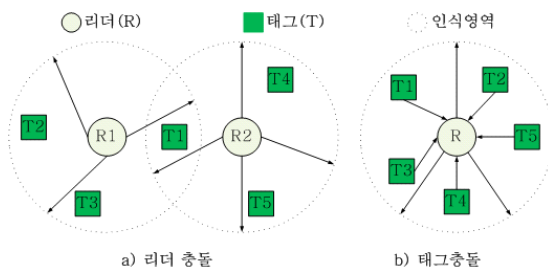 리더(R) 태그(T) 인식영역
T4 T1 T2
T2 R1 T1 R2 R T5
T3 T5 T3 T4
a) 리더 충돌 b) 태그충돌